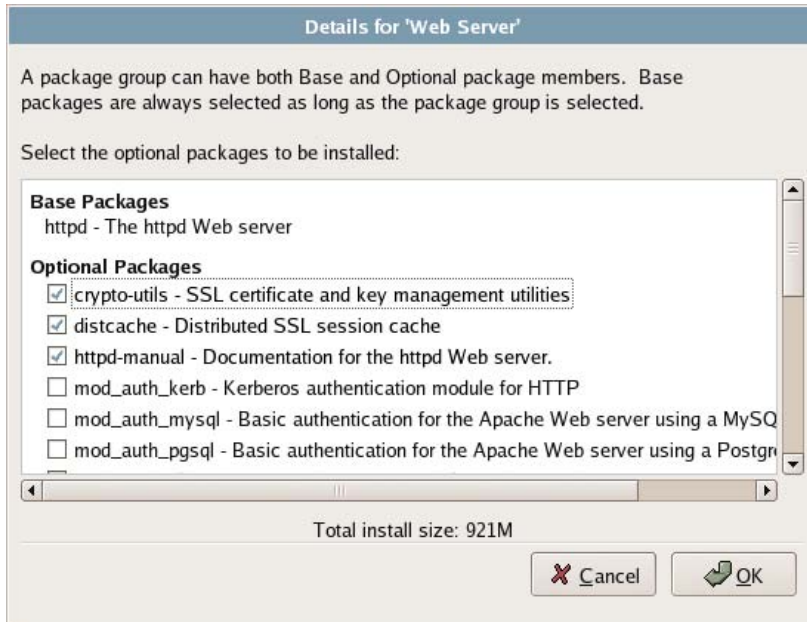 Details for 'Web Server'
A package group can have both Base and Optional package members. Base
packages are always selected as long as the package group is selected.
Select the optional packages to be installed:
Base Packages
httpd - The httpd Web server
Optional Packages
crypto-utils - SSL certificate and key management utilities
distcache - Distributed SSL session cache
httpd-manual - Documentation for the httpd Web server.
mod_auth_kerb - Kerberos authentication module for HTTP
mod_auth_mysql - Basic authentication for the Apache Web server using a MySQ
mod_auth_pgsql - Basic authentication for the Apache Web server using a Postgr
Total install size: 921M
Cancel
OK